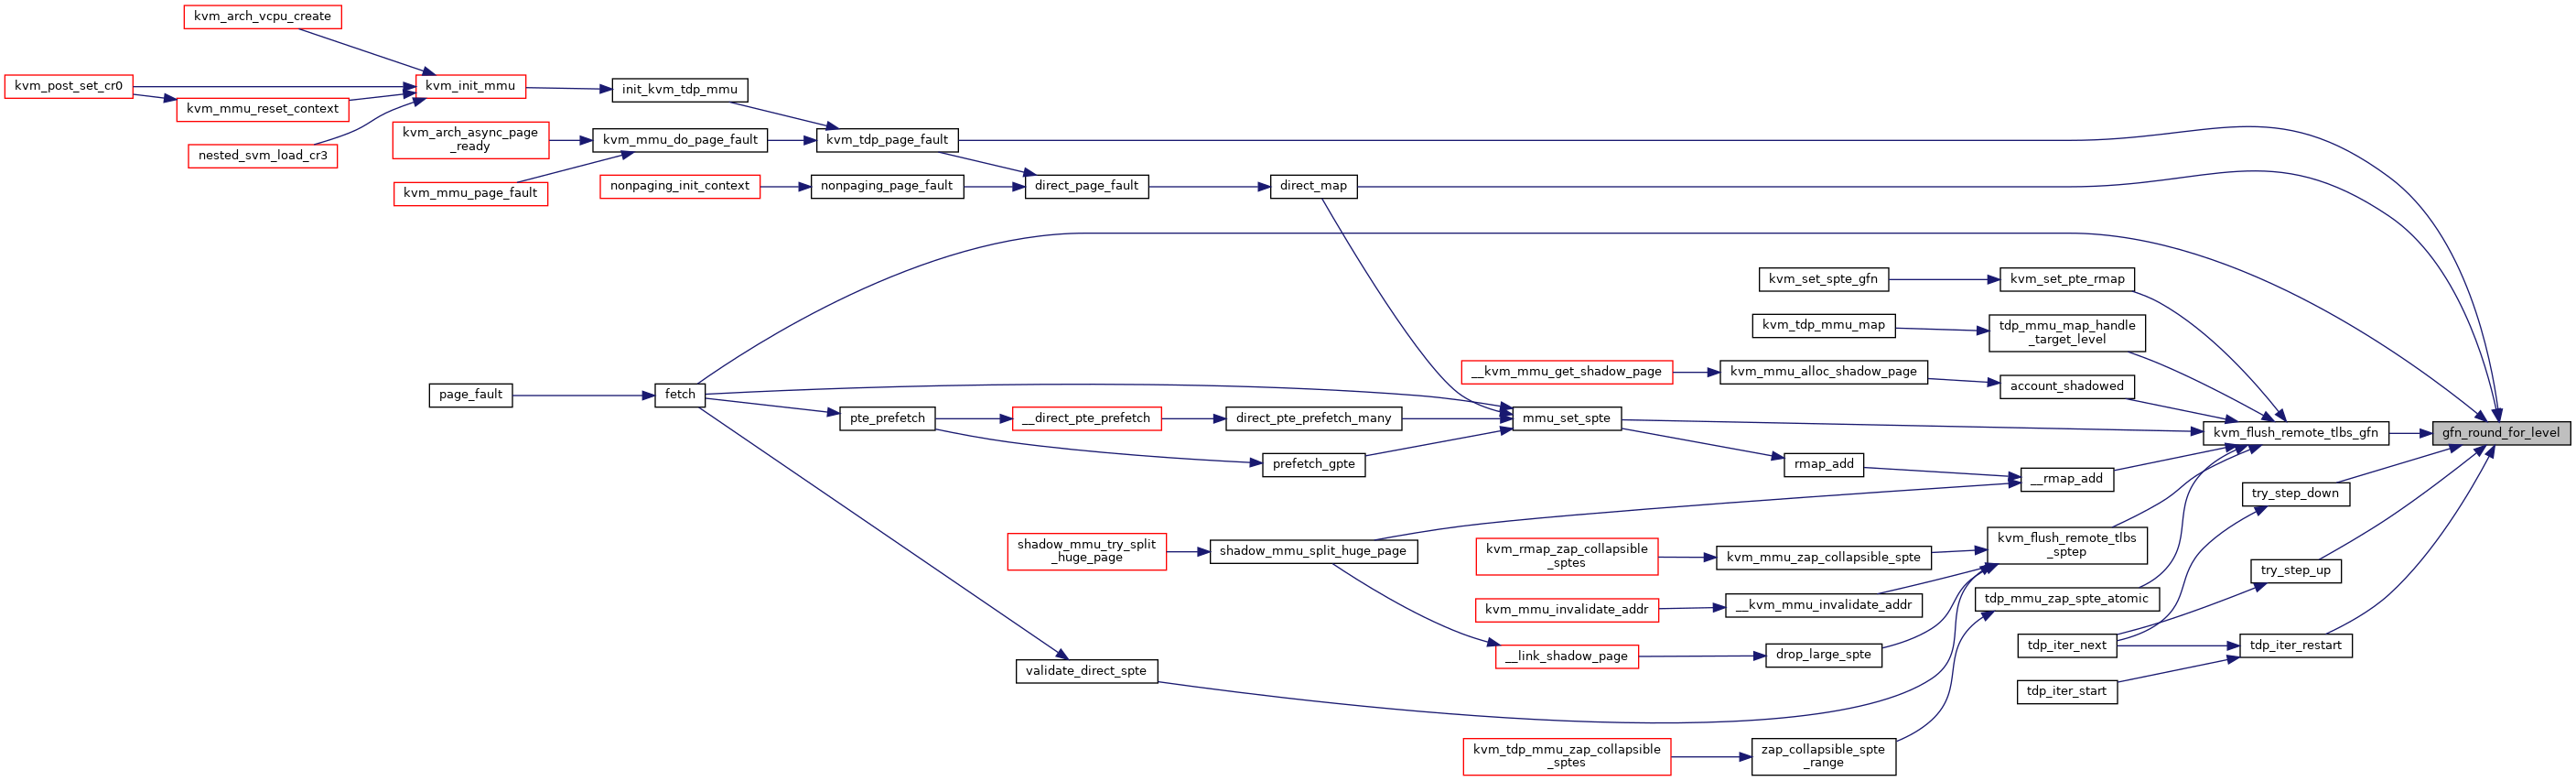 kvm_arch_vcpu_create
kvm_post_set_cr0
kvm_init_mmu
init_kvm_tdp_mmu
kvm_mmu_reset_context
kvm_arch_async_page
_ready
kvm_mmu_do_page_fault
kvm_tdp_page_fault
nested_svm_load_cr3
kvm_mmu_page_fault
nonpaging_init_context
nonpaging_page_fault
direct_page_fault
direct_map
kvm_set_spte_gfn
kvm_set_pte_rmap
kvm_tdp_mmu_map
tdp_mmu_map_handle
_target_level
__kvm_mmu_get_shadow_page
kvm_mmu_alloc_shadow_page
account_shadowed
page_fault
fetch
pte_prefetch
__direct_pte_prefetch
direct_pte_prefetch_many
mmu_set_spte
kvm_flush_remote_tlbs_gfn
gfn_round_for_level
prefetch_gpte
rmap_add
__rmap_add
try_step_down
shadow_mmu_try_split
_huge_page
shadow_mmu_split_huge_page
kvm_rmap_zap_collapsible
_sptes
kvm_mmu_zap_collapsible_spte
kvm_flush_remote_tlbs
_sptep
try_step_up
kvm_mmu_invalidate_addr
__kvm_mmu_invalidate_addr
tdp_mmu_zap_spte_atomic
validate_direct_spte
__link_shadow_page
drop_large_spte
tdp_iter_next
tdp_iter_restart
tdp_iter_start
kvm_tdp_mmu_zap_collapsible
_sptes
zap_collapsible_spte
_range